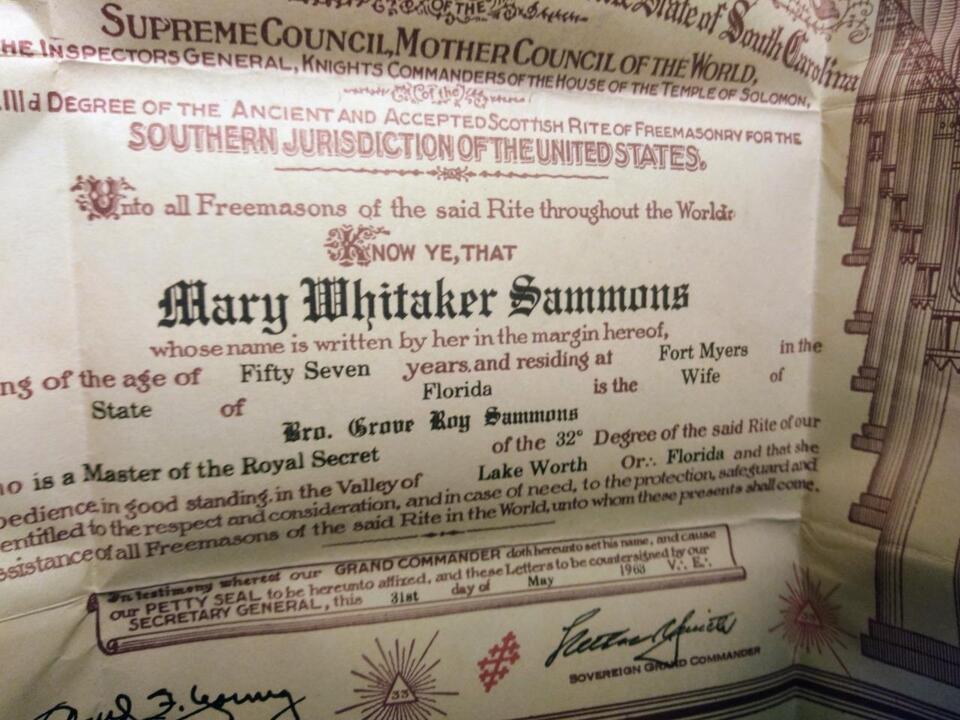 OF THE
State of South Carolina
SUPREME COUNCIL, MOTHER COUNCIL OF THE WORLD,
HE INSPECTORS GENERAL, KNIGHTS COMMANDERS OF THE HOUSE OF THE TEMPLE OF SOLOMON,
OF THE
IIId DEGREE OF THE ANCIENT AND ACCEPTED SCOTTISH RITE OF FREEMASONRY FOR THE
SOUTHERN JURISDICTION OF THE UNITED STATES.
Unto all Freemasons of the said Rite throughout the World:
KNOW YE, THAT
Mary Whitaker Sammons
whose name is written by her in the margin hereof,
ng of the age of Fifty Seven years, and residing at Fort Myers in the
State of Florida is the Wife of
Bro. Grove Roy Sammons
ho is a Master of the Royal Secret of the 32° Degree of the said Rite of our
bedience in good standing, in the Valley of Lake Worth Or∴ Florida and that she
entitled to the respect and consideration, and in case of need, to the protection, safeguard and
ssistance of all Freemasons of the said Rite in the World, unto whom these presents shall come.
In testimony whereof our GRAND COMMANDER doth hereunto set his name, and cause
our PETTY SEAL to be hereunto affixed, and these Letters to be countersigned by our
SECRETARY GENERAL, this 31st day of May 1963 V∴ E∴
33
SOVEREIGN GRAND COMMANDER